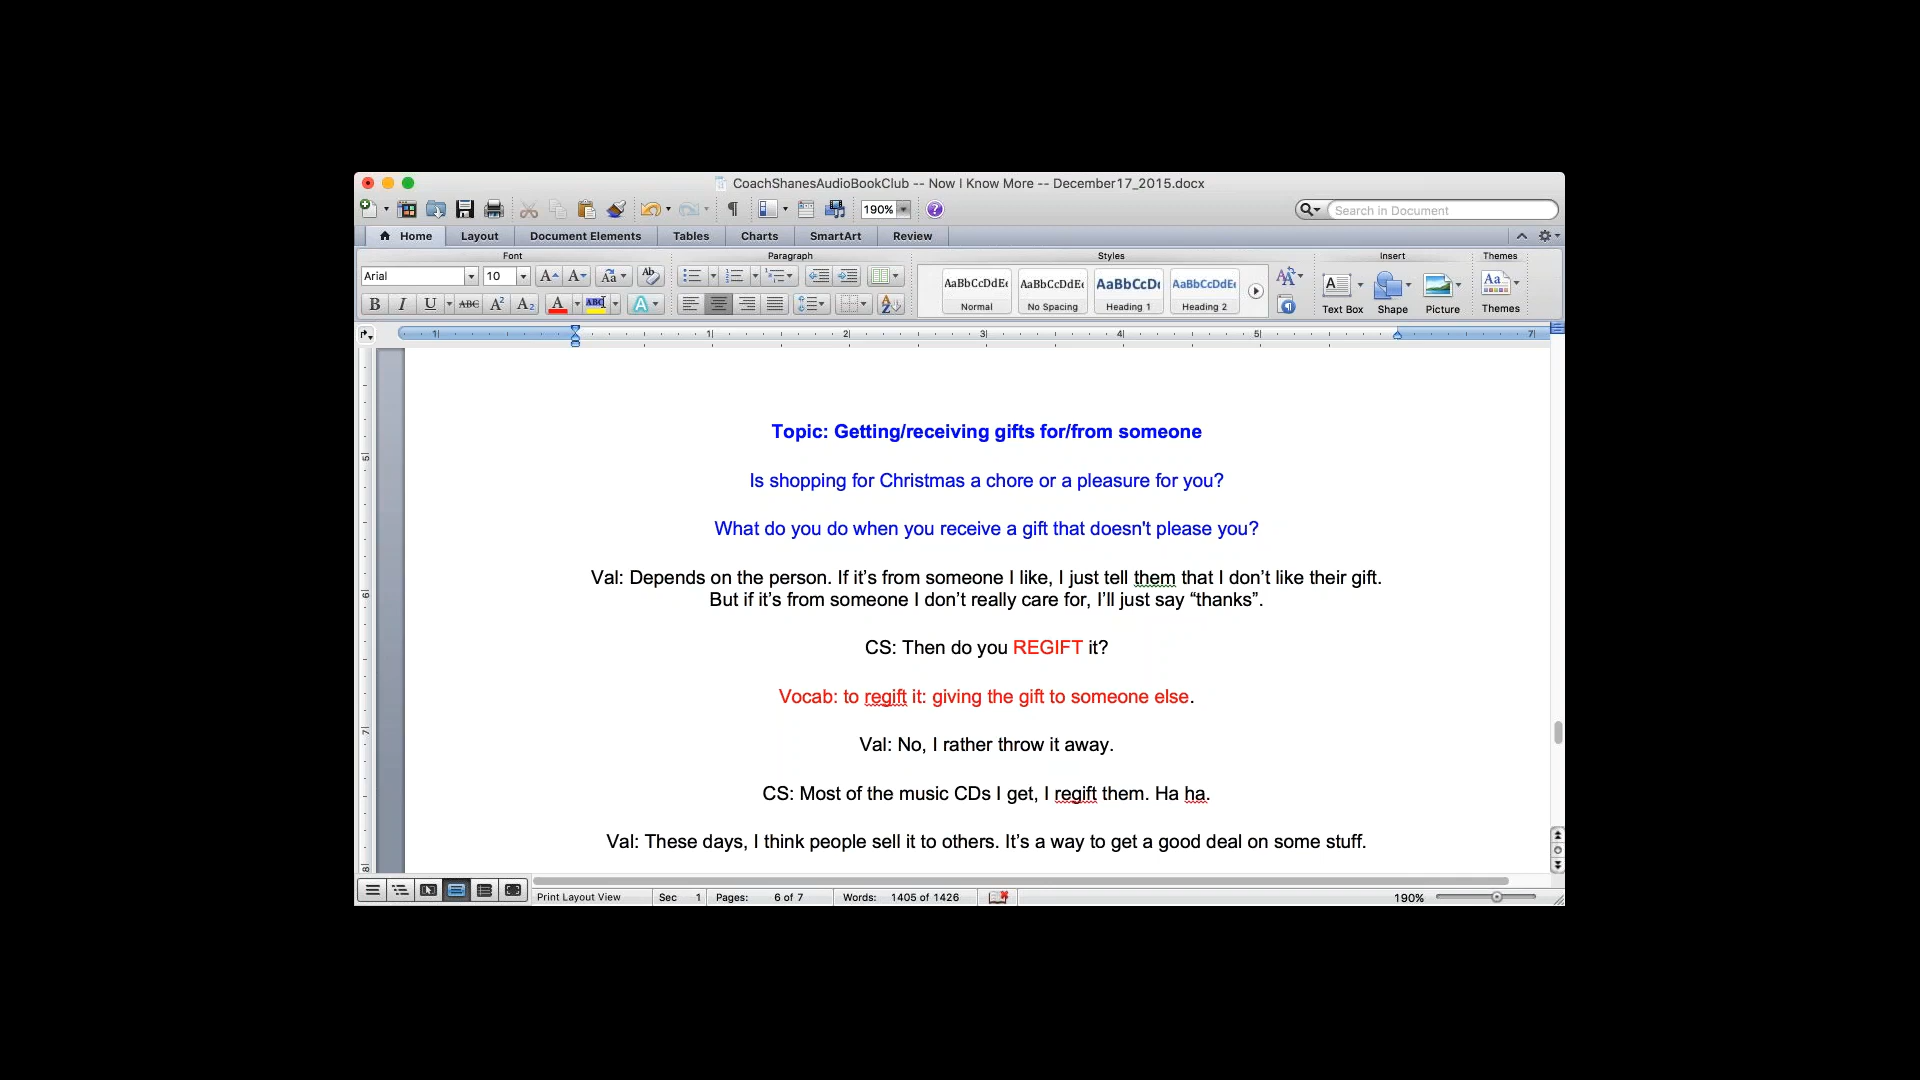 CoachShanesAudioBookClub -- Now I Know More -- December17_2015.docx
190%
Search in Document
Home Layout Document Elements Tables Charts SmartArt Review
Font Paragraph Styles Insert Themes
Arial 10
AaBbCcDdEe AaBbCcDdEe AaBbCcDc AaBbCcDdEe
Normal No Spacing Heading 1 Heading 2
Text Box Shape Picture Themes
1 1 2 3 4 5 7
Topic: Getting/receiving gifts for/from someone
Is shopping for Christmas a chore or a pleasure for you?
What do you do when you receive a gift that doesn't please you?
Val: Depends on the person. If it’s from someone I like, I just tell them that I don’t like their gift.
But if it’s from someone I don’t really care for, I’ll just say “thanks”.
CS: Then do you REGIFT it?
Vocab: to regift it: giving the gift to someone else.
Val: No, I rather throw it away.
CS: Most of the music CDs I get, I regift them. Ha ha.
Val: These days, I think people sell it to others. It’s a way to get a good deal on some stuff.
Print Layout View Sec 1 Pages: 6 of 7 Words: 1405 of 1426 190%